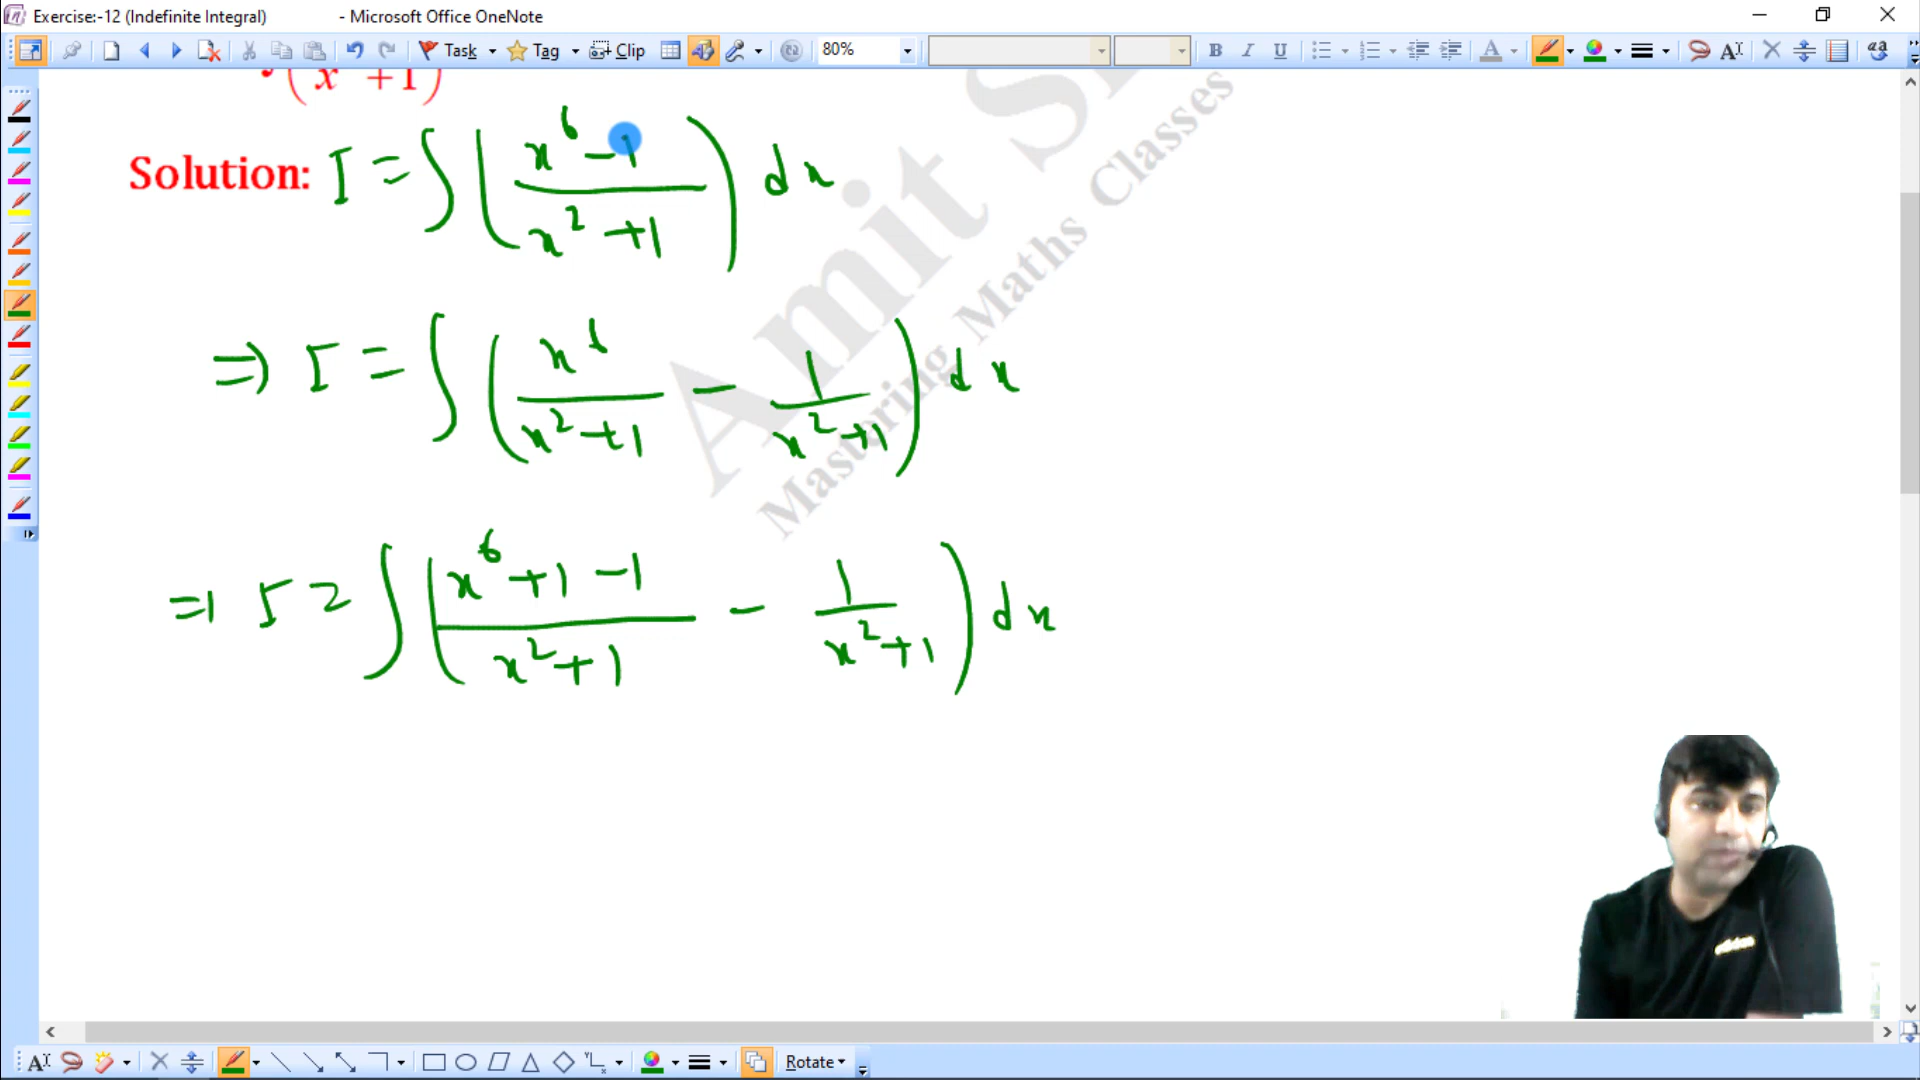 Exercise:-12 (Indefinite Integral) - Microsoft Office OneNote
Task Tag Clip 80% B I U
(x +1)
Solution: I = ∫ ( (x^6 - 1) / (x^2 + 1) ) dx
⇒ I = ∫ ( x^6 / (x^2 + 1) - 1 / (x^2 + 1) ) dx
⇒ I = ∫ ( (x^6 + 1 - 1) / (x^2 + 1) - 1 / (x^2 + 1) ) dx
Mastering Maths Classes
Amit
Rotate